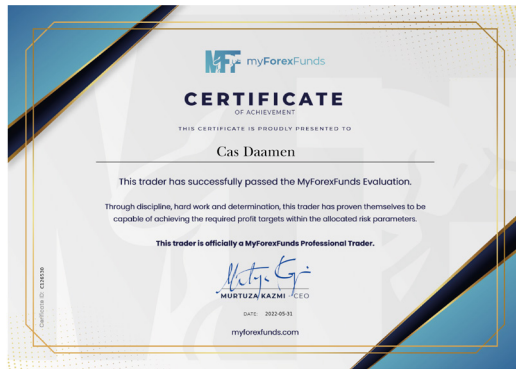 MFF myForexFunds
CERTIFICATE
OF ACHIEVEMENT
THIS CERTIFICATE IS PROUDLY PRESENTED TO
Cas Daamen
This trader has successfully passed the MyForexFunds Evaluation.
Through discipline, hard work and determination, this trader has proven themselves to be
capable of achieving the required profit targets within the allocated risk parameters.
This trader is officially a MyForexFunds Professional Trader.
MURTUZA KAZMI - CEO
DATE: 2022-05-31
myforexfunds.com
Certificate ID: